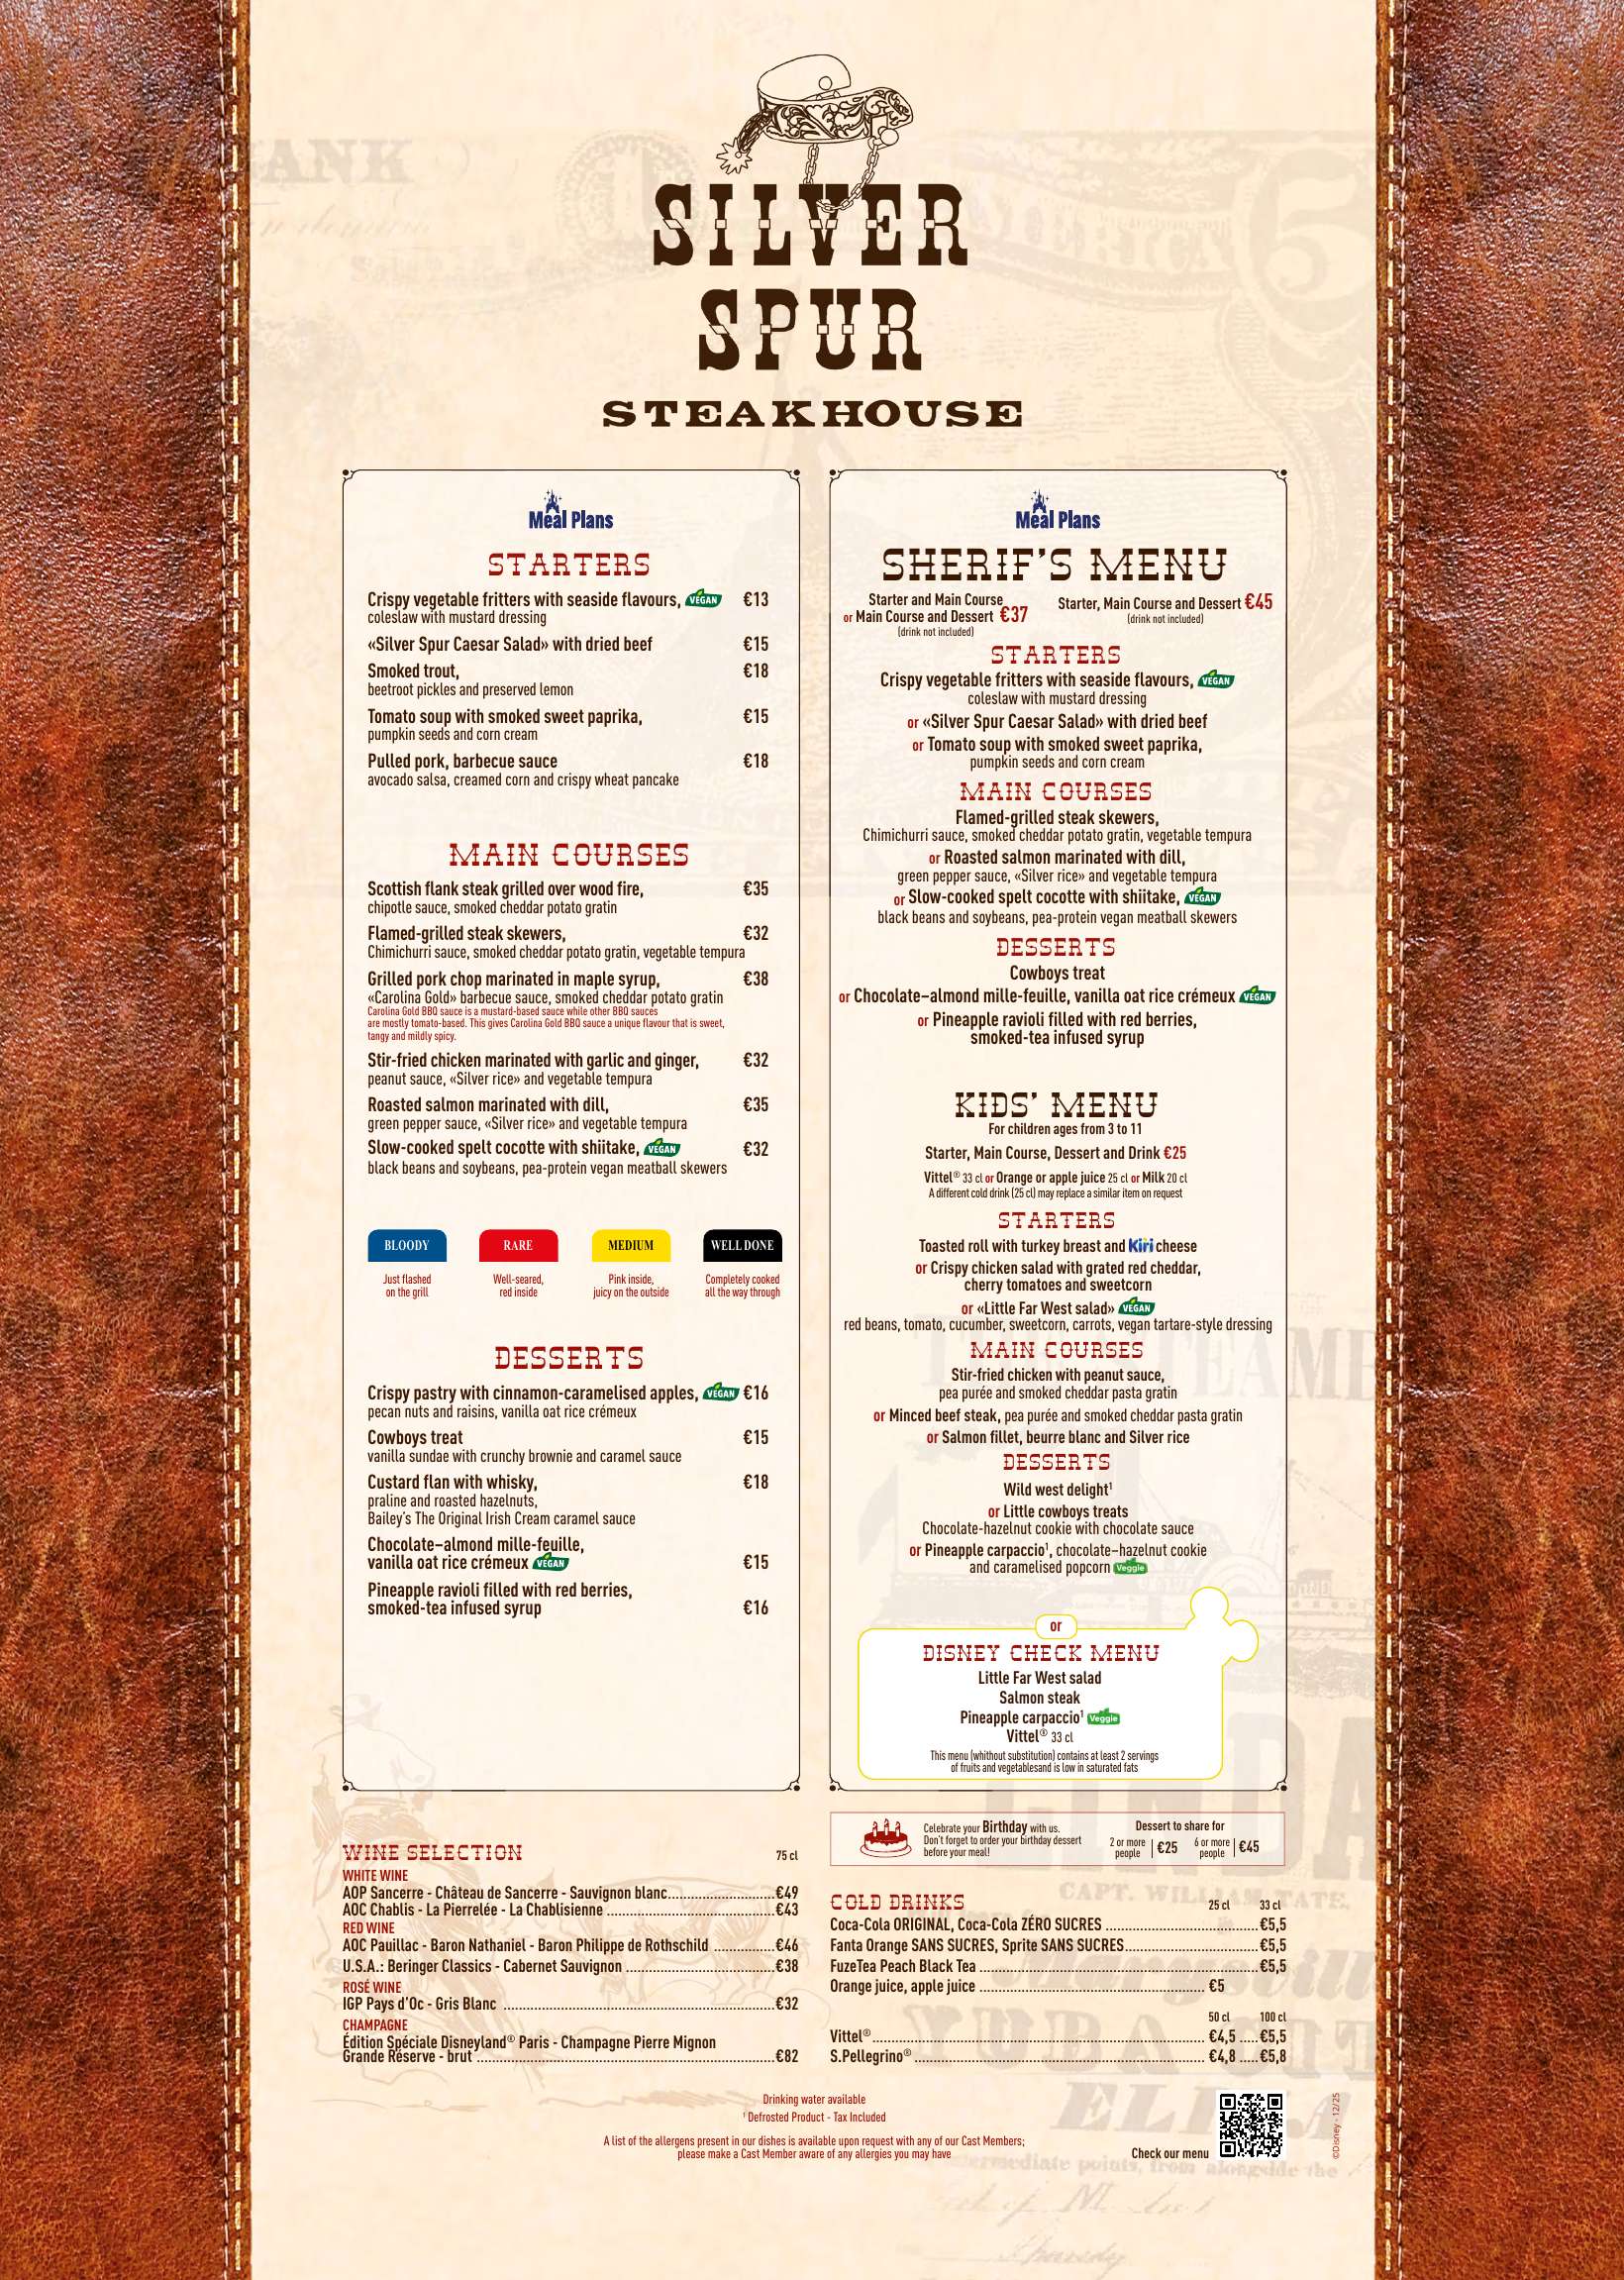 SILVER
SPUR
STEAKHOUSE
Meal Plans
STARTERS
Crispy vegetable fritters with seaside flavours, VEGAN €13
coleslaw with mustard dressing
«Silver Spur Caesar Salad» with dried beef €15
Smoked trout, €18
beetroot pickles and preserved lemon
Tomato soup with smoked sweet paprika, €15
pumpkin seeds and corn cream
Pulled pork, barbecue sauce €18
avocado salsa, creamed corn and crispy wheat pancake
MAIN COURSES
Scottish flank steak grilled over wood fire, €35
chipotle sauce, smoked cheddar potato gratin
Flamed-grilled steak skewers, €32
Chimichurri sauce, smoked cheddar potato gratin, vegetable tempura
Grilled pork chop marinated in maple syrup, €38
«Carolina Gold» barbecue sauce, smoked cheddar potato gratin
Carolina Gold BBQ sauce is a mustard-based sauce while other BBQ sauces
are mostly tomato-based. This gives Carolina Gold BBQ sauce a unique flavour that is sweet,
tangy and mildly spicy.
Stir-fried chicken marinated with garlic and ginger, €32
peanut sauce, «Silver rice» and vegetable tempura
Roasted salmon marinated with dill, €35
green pepper sauce, «Silver rice» and vegetable tempura
Slow-cooked spelt cocotte with shiitake, VEGAN €32
black beans and soybeans, pea-protein vegan meatball skewers
BLOODY RARE MEDIUM WELL DONE
Just flashed Well-seared, Pink inside, Completely cooked
on the grill red inside juicy on the outside all the way through
DESSERTS
Crispy pastry with cinnamon-caramelised apples, VEGAN €16
pecan nuts and raisins, vanilla oat rice crémeux
Cowboys treat €15
vanilla sundae with crunchy brownie and caramel sauce
Custard flan with whisky, €18
praline and roasted hazelnuts,
Bailey's The Original Irish Cream caramel sauce
Chocolate–almond mille-feuille,
vanilla oat rice crémeux VEGAN €15
Pineapple ravioli filled with red berries,
smoked-tea infused syrup €16
Meal Plans
SHERIF'S MENU
Starter and Main Course
or Main Course and Dessert €37
(drink not included)
Starter, Main Course and Dessert €45
(drink not included)
STARTERS
Crispy vegetable fritters with seaside flavours, VEGAN
coleslaw with mustard dressing
or «Silver Spur Caesar Salad» with dried beef
or Tomato soup with smoked sweet paprika,
pumpkin seeds and corn cream
MAIN COURSES
Flamed-grilled steak skewers,
Chimichurri sauce, smoked cheddar potato gratin, vegetable tempura
or Roasted salmon marinated with dill,
green pepper sauce, «Silver rice» and vegetable tempura
or Slow-cooked spelt cocotte with shiitake, VEGAN
black beans and soybeans, pea-protein vegan meatball skewers
DESSERTS
Cowboys treat
or Chocolate–almond mille-feuille, vanilla oat rice crémeux VEGAN
or Pineapple ravioli filled with red berries,
smoked-tea infused syrup
KIDS' MENU
For children ages from 3 to 11
Starter, Main Course, Dessert and Drink €25
Vittel® 33 cl or Orange or apple juice 25 cl or Milk 20 cl
A different cold drink (25 cl) may replace a similar item on request
STARTERS
Toasted roll with turkey breast and Kiri cheese
or Crispy chicken salad with grated red cheddar,
cherry tomatoes and sweetcorn
or «Little Far West salad» VEGAN
red beans, tomato, cucumber, sweetcorn, carrots, vegan tartare-style dressing
MAIN COURSES
Stir-fried chicken with peanut sauce,
pea purée and smoked cheddar pasta gratin
or Minced beef steak, pea purée and smoked cheddar pasta gratin
or Salmon fillet, beurre blanc and Silver rice
DESSERTS
Wild west delight¹
or Little cowboys treats
Chocolate-hazelnut cookie with chocolate sauce
or Pineapple carpaccio¹, chocolate–hazelnut cookie
and caramelised popcorn Veggie
or
DISNEY CHECK MENU
Little Far West salad
Salmon steak
Pineapple carpaccio¹ Veggie
Vittel® 33 cl
This menu (whithout substitution) contains at least 2 servings
of fruits and vegetablesand is low in saturated fats
Celebrate your Birthday with us.
Don't forget to order your birthday dessert
before your meal!
Dessert to share for
2 or more people €25 6 or more people €45
WINE SELECTION 75 cl
WHITE WINE
AOP Sancerre - Château de Sancerre - Sauvignon blanc €49
AOC Chablis - La Pierrelée - La Chablisienne €43
RED WINE
AOC Pauillac - Baron Nathaniel - Baron Philippe de Rothschild €46
U.S.A.: Beringer Classics - Cabernet Sauvignon €38
ROSÉ WINE
IGP Pays d'Oc - Gris Blanc €32
CHAMPAGNE
Édition Spéciale Disneyland® Paris - Champagne Pierre Mignon
Grande Réserve - brut €82
COLD DRINKS 25 cl 33 cl
Coca-Cola ORIGINAL, Coca-Cola ZÉRO SUCRES €5,5
Fanta Orange SANS SUCRES, Sprite SANS SUCRES €5,5
FuzeTea Peach Black Tea €5,5
Orange juice, apple juice €5
50 cl 100 cl
Vittel® €4,5 €5,5
S.Pellegrino® €4,8 €5,8
Drinking water available
¹ Defrosted Product - Tax Included
A list of the allergens present in our dishes is available upon request with any of our Cast Members;
please make a Cast Member aware of any allergies you may have
Check our menu
©Disney - 12/25